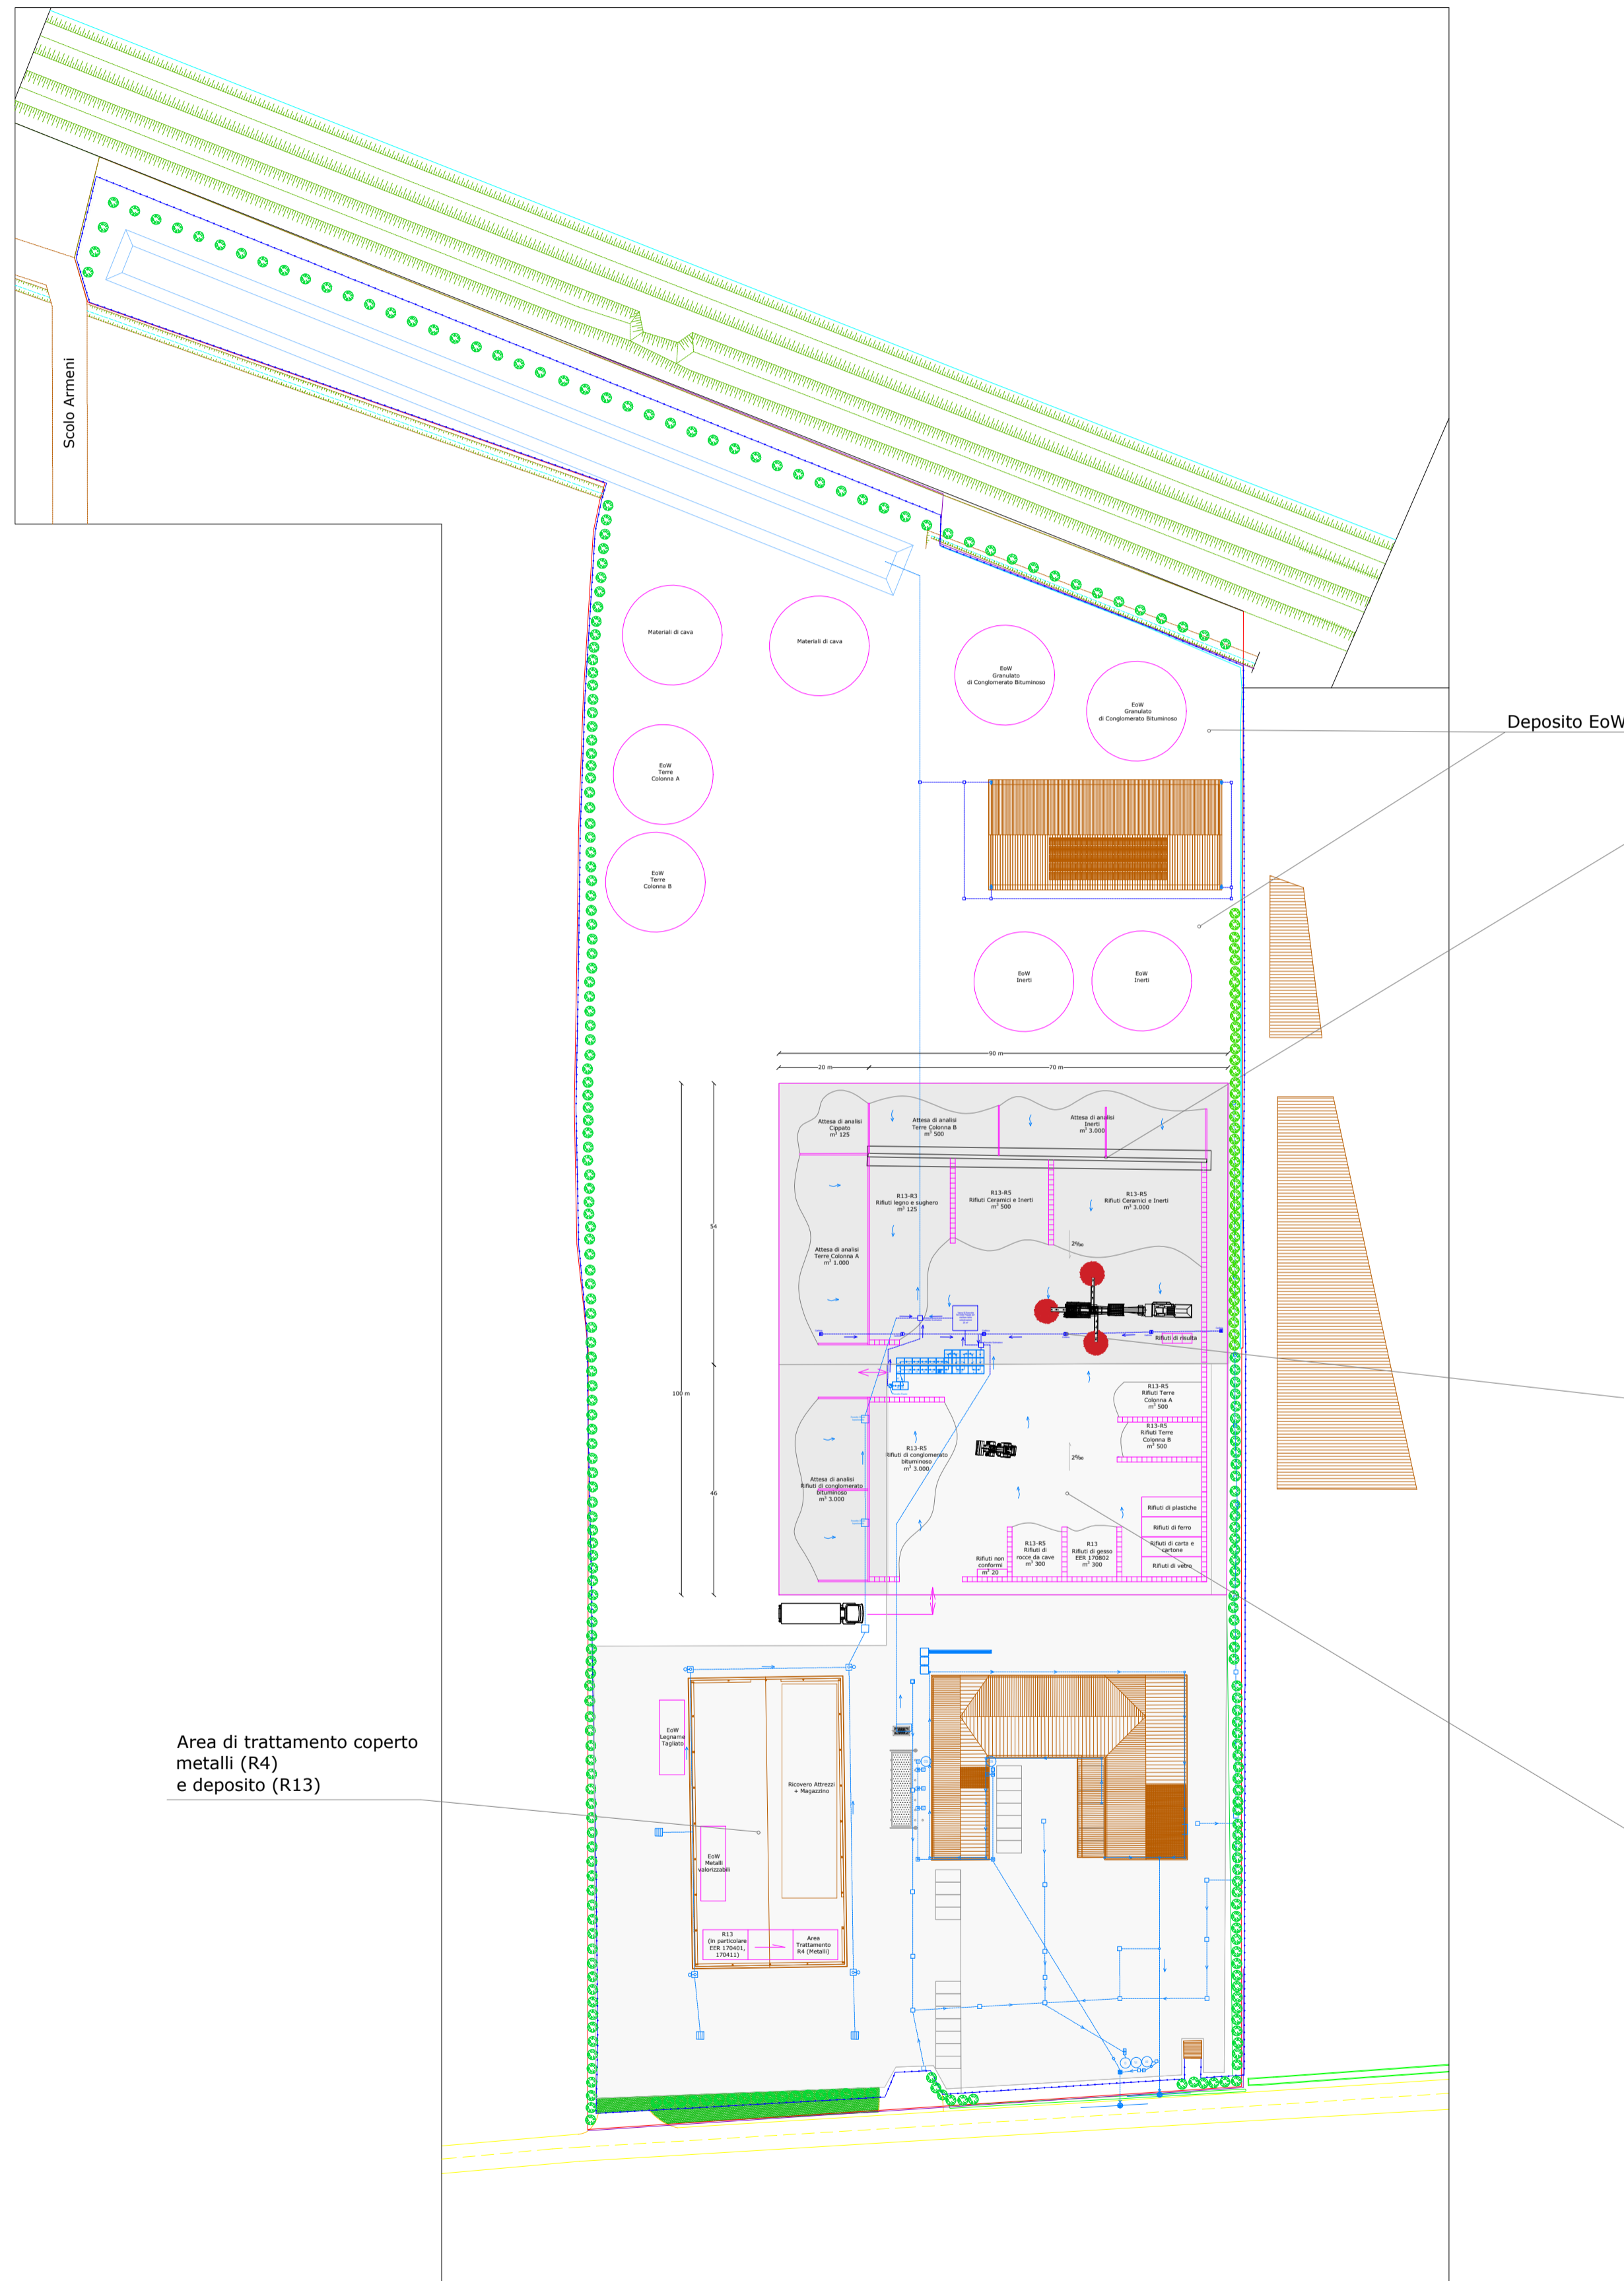 Scolo Armeni
Materiali di cava
Materiali di cava
EoW
Granulato
di Conglomerato Bituminoso
EoW
Granulato
di Conglomerato Bituminoso
Deposito EoW
EoW
Terre
Colonna A
EoW
Terre
Colonna B
EoW
Inerti
EoW
Inerti
90 m
20 m
70 m
Attesa di analisi
Cippato
m³ 125
Attesa di analisi
Terre Colonna B
m³ 500
Attesa di analisi
Inerti
m³ 3.000
R13-R3
Rifiuti legno e sughero
m³ 125
R13-R5
Rifiuti Ceramici e Inerti
m³ 500
R13-R5
Rifiuti Ceramici e Inerti
m³ 3.000
54
2‰
Attesa di analisi
Terre Colonna A
m³ 1.000
Rifiuti di risulta
100 m
R13-R5
Rifiuti Terre
Colonna A
m³ 500
R13-R5
Rifiuti Terre
Colonna B
m³ 500
R13-R5
Rifiuti di conglomerato
bituminoso
m³ 3.000
2‰
46
Attesa di analisi
Rifiuti di conglomerato
bituminoso
m³ 3.000
Rifiuti di plastiche
Rifiuti di ferro
Rifiuti di carta e
cartone
Rifiuti di vetro
R13-R5
Rifiuti di
rocce da cave
m³ 300
R13
Rifiuti di gesso
EER 170802
m³ 300
Rifiuti non
conformi
m³ 20
Area di trattamento coperto
metalli (R4)
e deposito (R13)
EoW
Legname
Tagliato
Ricovero Attrezzi
+ Magazzino
EoW
Metalli
valorizzabili
R13
(in particolare
EER 170401,
170411)
Area
Trattamento
R4 (Metalli)